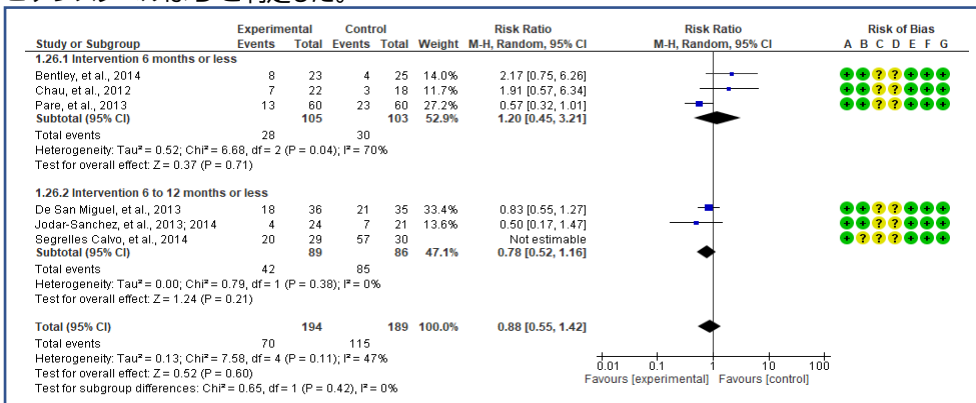 Experimental Control Risk Ratio Risk Ratio Risk of Bias
Study or Subgroup Events Total Events Total Weight M-H, Random, 95% CI M-H, Random, 95% CI A B C D E F G
1.26.1 Intervention 6 months or less
Bentley, et al., 2014 8 23 4 25 14.0% 2.17 [0.75, 6.26] + + ? ? + + +
Chau, et al., 2012 7 22 3 18 11.7% 1.91 [0.57, 6.34] + + ? ? + + +
Pare, et al., 2013 13 60 23 60 27.2% 0.57 [0.32, 1.01] + + ? ? + + +
Subtotal (95% CI) 105 103 52.9% 1.20 [0.45, 3.21]
Total events 28 30
Heterogeneity: Tau² = 0.52; Chi² = 6.68, df = 2 (P = 0.04); I² = 70%
Test for overall effect: Z = 0.37 (P = 0.71)
1.26.2 Intervention 6 to 12 months or less
De San Miguel, et al., 2013 18 36 21 35 33.4% 0.83 [0.55, 1.27] + + ? ? + + +
Jodar-Sanchez, et al., 2013; 2014 4 24 7 21 13.6% 0.50 [0.17, 1.47] + + ? ? + + +
Segrelles Calvo, et al., 2014 20 29 57 30 Not estimable + ? ? ? + + +
Subtotal (95% CI) 89 86 47.1% 0.78 [0.52, 1.16]
Total events 42 85
Heterogeneity: Tau² = 0.00; Chi² = 0.79, df = 1 (P = 0.38); I² = 0%
Test for overall effect: Z = 1.24 (P = 0.21)
Total (95% CI) 194 189 100.0% 0.88 [0.55, 1.42]
Total events 70 115
Heterogeneity: Tau² = 0.13; Chi² = 7.58, df = 4 (P = 0.11); I² = 47%
Test for overall effect: Z = 0.52 (P = 0.60)
Test for subgroup differences: Chi² = 0.65, df = 1 (P = 0.42), I² = 0%
0.01 0.1 1 10 100
Favours [experimental] Favours [control]